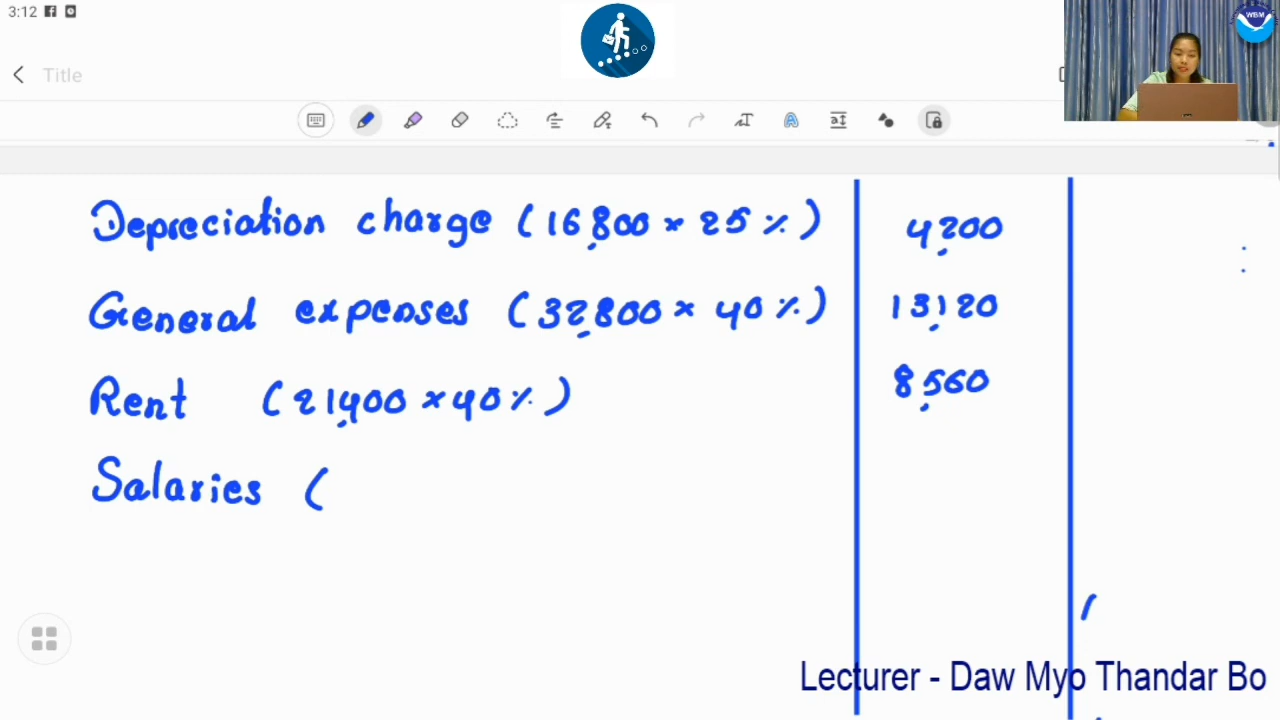 3:12
WBM
Title
Depreciation charge (16,800 × 25%) 4,200
General expenses (32,800 × 40%) 13,120
Rent (21,400 × 40%) 8,560
Salaries (
Lecturer - Daw Myo Thandar Bo